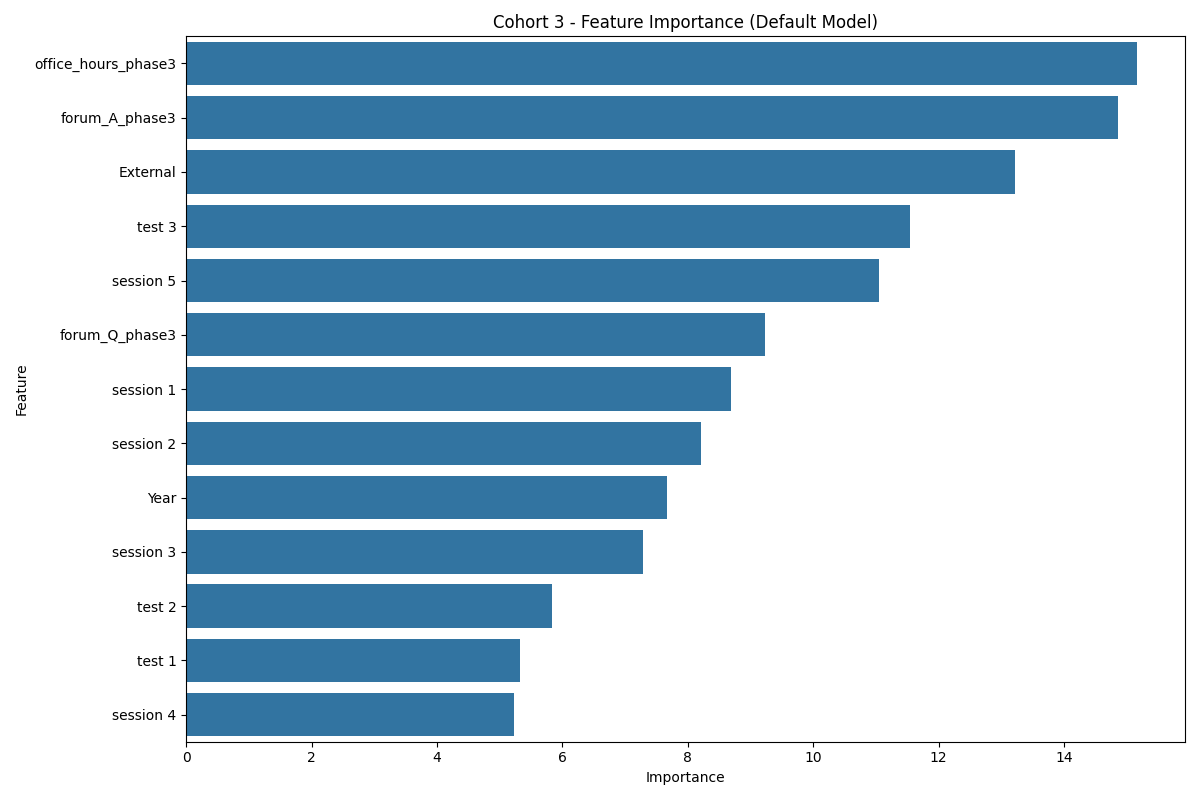 Cohort 3 - Feature Importance (Default Model)
office_hours_phase3
forum_A_phase3
External
test 3
session 5
forum_Q_phase3
session 1
session 2
Year
session 3
test 2
test 1
session 4
Feature
0 2 4 6 8 10 12 14
Importance